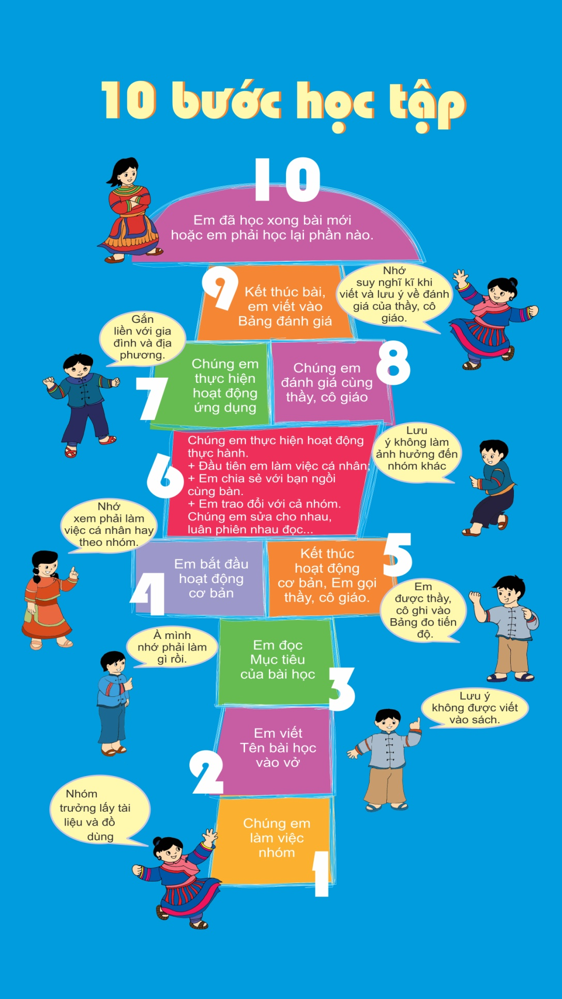 10 bước học tập
10
Em đã học xong bài mới
hoặc em phải học lại phần nào.
9
Kết thúc bài,
em viết vào
Bảng đánh giá
Nhớ
suy nghĩ kĩ khi
viết và lưu ý về đánh
giá của thầy, cô
giáo.
Gắn
liền với gia
đình và địa
phương.
7
Chúng em
thực hiện
hoạt động
ứng dụng
8
Chúng em
đánh giá cùng
thầy, cô giáo
6
Chúng em thực hiện hoạt động
thực hành.
+ Đầu tiên em làm việc cá nhân;
+ Em chia sẻ với bạn ngồi
cùng bàn.
+ Em trao đổi với cả nhóm.
Chúng em sửa cho nhau,
luân phiên nhau đọc...
Lưu
ý không làm
ảnh hưởng đến
nhóm khác
Nhớ
xem phải làm
việc cá nhân hay
theo nhóm.
4
Em bắt đầu
hoạt động
cơ bản
5
Kết thúc
hoạt động
cơ bản, Em gọi
thầy, cô giáo.
Em
được thầy,
cô ghi vào
Bảng đo tiến
độ.
À mình
nhớ phải làm
gì rồi.
Em đọc
Mục tiêu
của bài học
3
Lưu ý
không được viết
vào sách.
Em viết
Tên bài học
vào vở
2
Nhóm
trưởng lấy tài
liệu và đồ
dùng
Chúng em
làm việc
nhóm
1